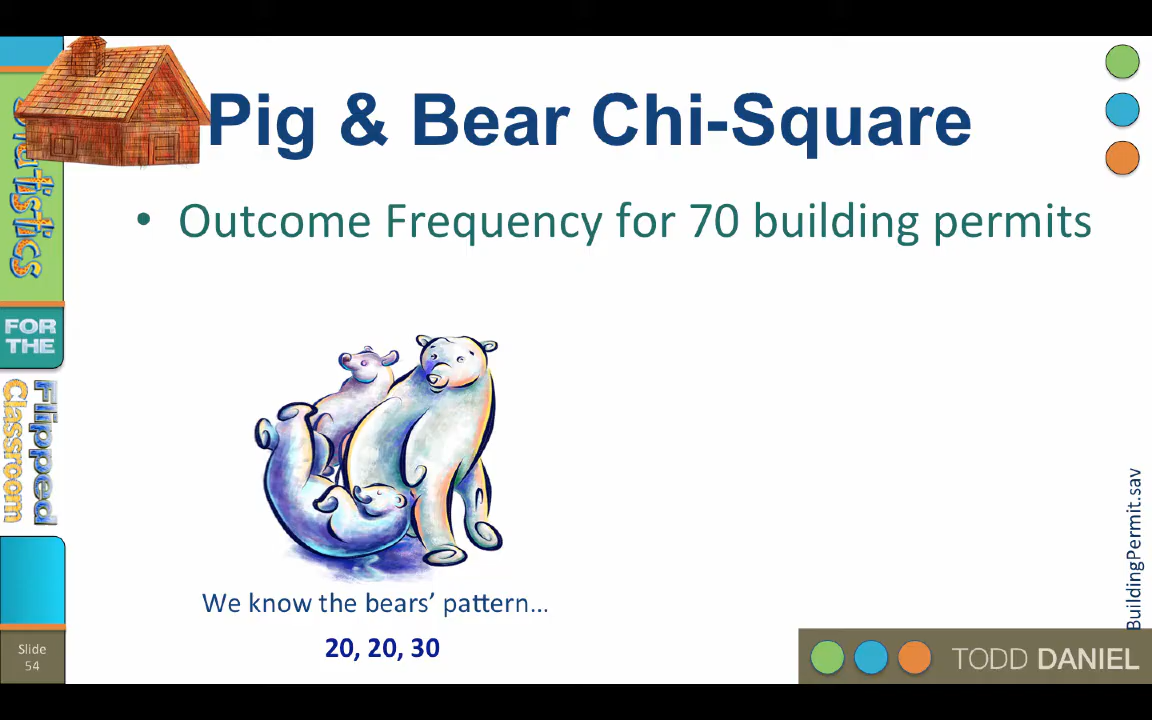 Pig & Bear Chi-Square
• Outcome Frequency for 70 building permits
We know the bears’ pattern...
20, 20, 30
BuildingPermit.sav
Statistics
FOR
THE
Flipped
Classroom
Slide
54
TODD DANIEL